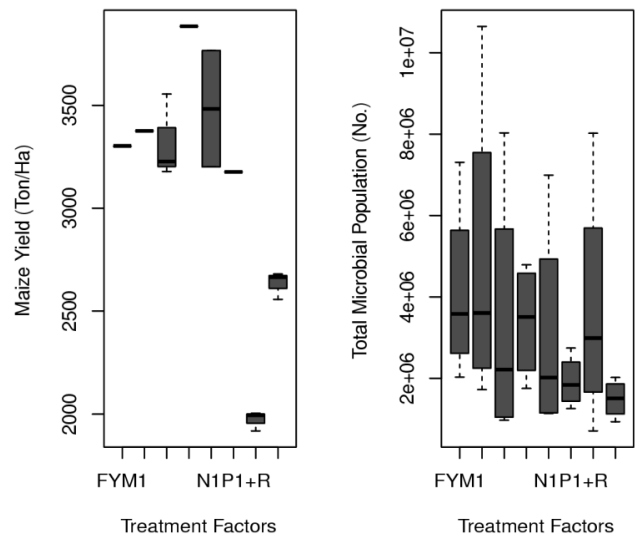 Maize Yield (Ton/Ha)
3500
3000
2500
2000
FYM1 N1P1+R
Treatment Factors
Total Microbial Population (No.)
1e+07
8e+06
6e+06
4e+06
2e+06
FYM1 N1P1+R
Treatment Factors